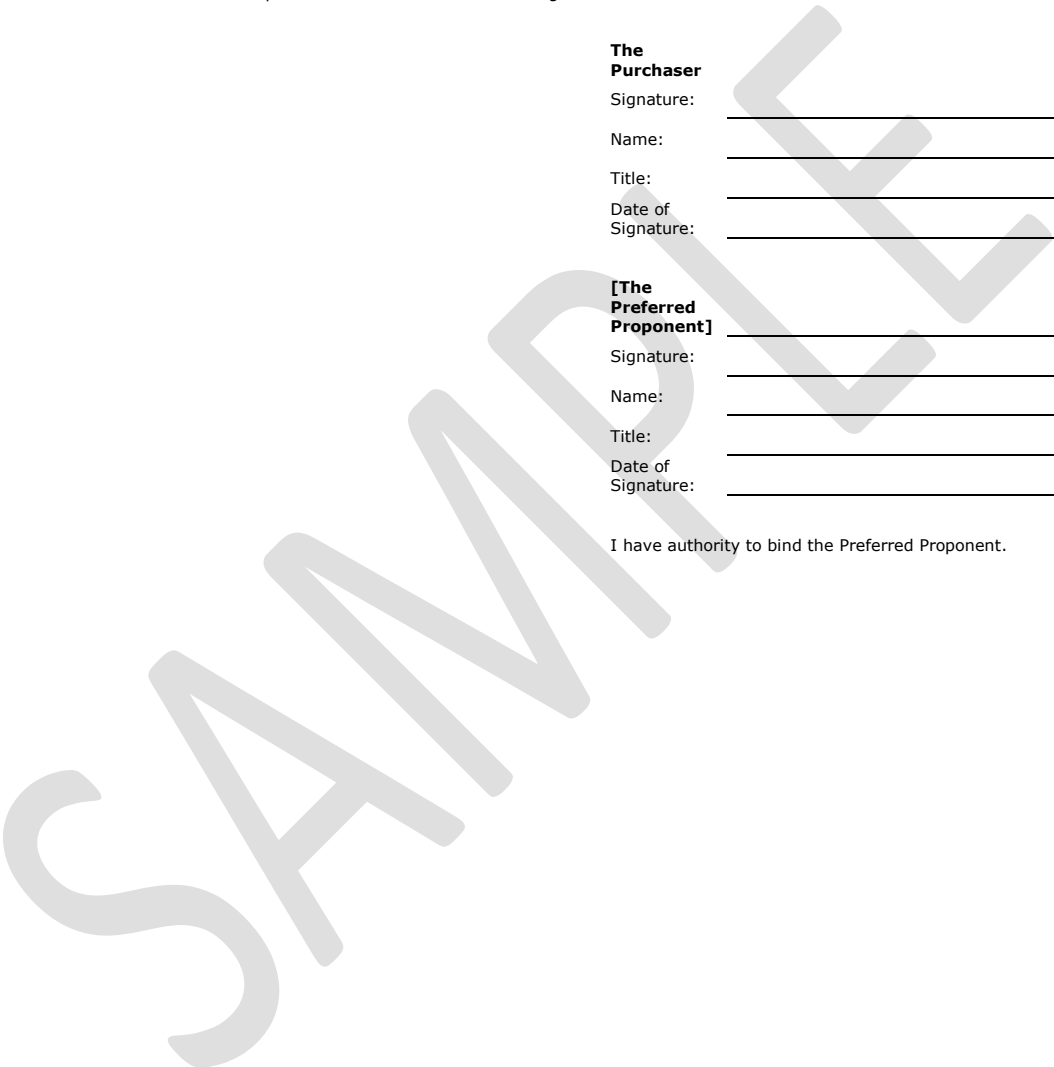 The
Purchaser
Signature:
Name:
Title:
Date of
Signature:
[The
Preferred
Proponent]
Signature:
Name:
Title:
Date of
Signature:
I have authority to bind the Preferred Proponent.
SAMPLE